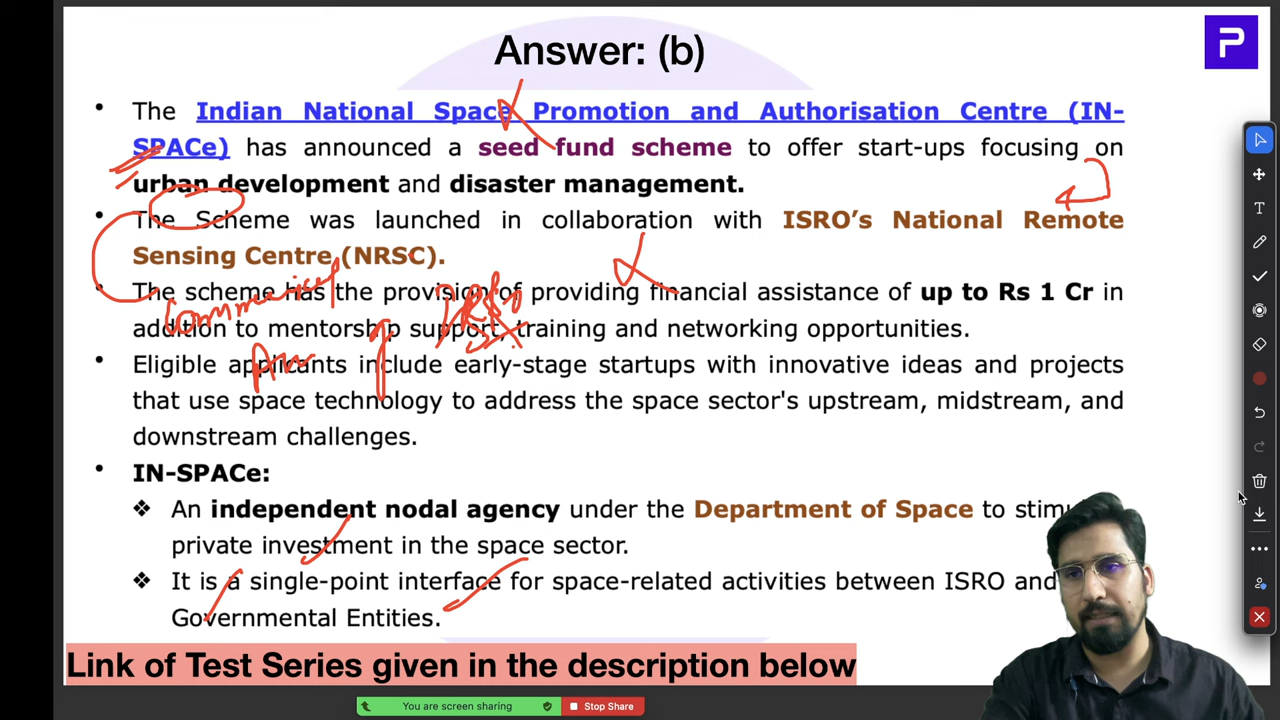 Answer: (b)
P
• The Indian National Space Promotion and Authorisation Centre (IN-
SPACe) has announced a seed fund scheme to offer start-ups focusing on
urban development and disaster management.
• The Scheme was launched in collaboration with ISRO's National Remote
Sensing Centre (NRSC).
• The scheme has the provision of providing financial assistance of up to Rs 1 Cr in
addition to mentorship support, training and networking opportunities.
Commerical
Arm
of
• Eligible applicants include early-stage startups with innovative ideas and projects
that use space technology to address the space sector's upstream, midstream, and
downstream challenges.
• IN-SPACe:
❖ An independent nodal agency under the Department of Space to
private investment in the space sector.
❖ It is a single-point interface for space-related activities between ISRO and
Governmental Entities.
Link of Test Series given in the description below
You are screen sharing
Stop Share